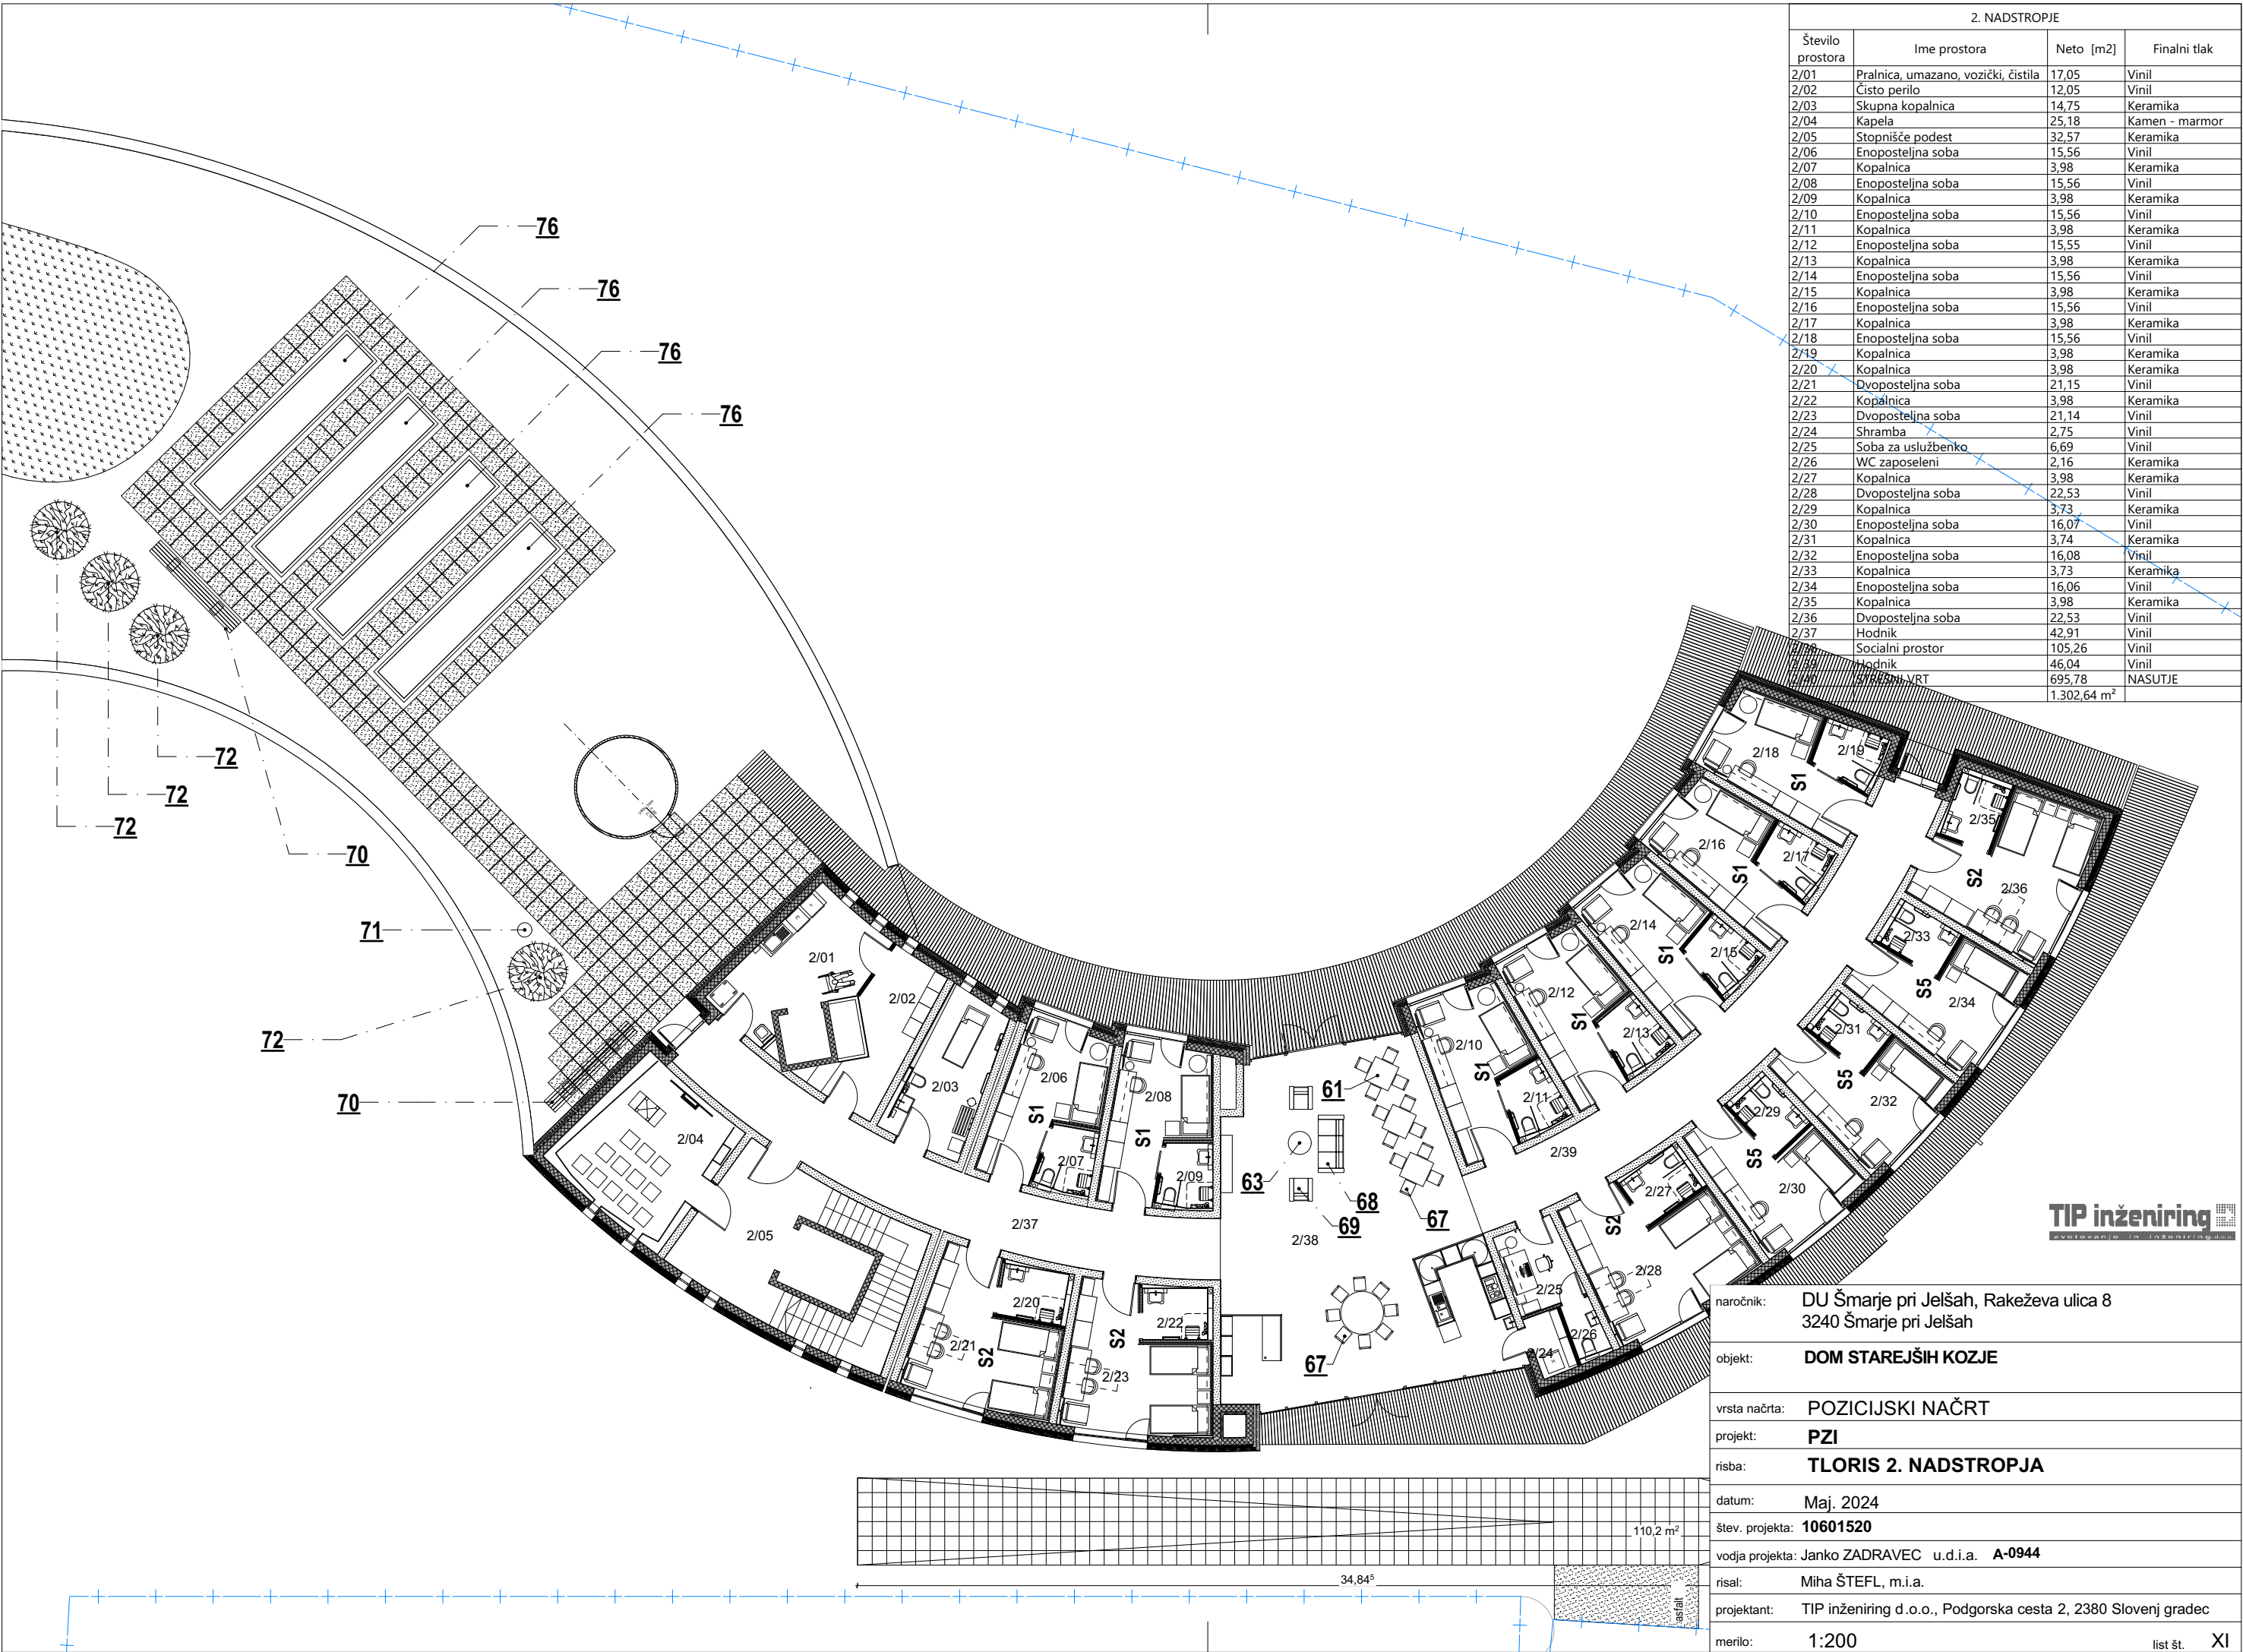 2. NADSTROPJE
Število prostora Ime prostora Neto [m2] Finalni tlak
2/01 Pralnica, umazano, vozički, čistila 17,05 Vinil
2/02 Čisto perilo 12,05 Vinil
2/03 Skupna kopalnica 14,75 Keramika
2/04 Kapela 25,18 Kamen - marmor
2/05 Stopnišče podest 32,57 Keramika
2/06 Enoposteljna soba 15,56 Vinil
2/07 Kopalnica 3,98 Keramika
2/08 Enoposteljna soba 15,56 Vinil
2/09 Kopalnica 3,98 Keramika
2/10 Enoposteljna soba 15,56 Vinil
2/11 Kopalnica 3,98 Keramika
2/12 Enoposteljna soba 15,55 Vinil
2/13 Kopalnica 3,98 Keramika
2/14 Enoposteljna soba 15,56 Vinil
2/15 Kopalnica 3,98 Keramika
2/16 Enoposteljna soba 15,56 Vinil
2/17 Kopalnica 3,98 Keramika
2/18 Enoposteljna soba 15,56 Vinil
2/19 Kopalnica 3,98 Keramika
2/20 Kopalnica 3,98 Keramika
2/21 Dvoposteljna soba 21,15 Vinil
2/22 Kopalnica 3,98 Keramika
2/23 Dvoposteljna soba 21,14 Vinil
2/24 Shramba 2,75 Vinil
2/25 Soba za uslužbenko 6,69 Vinil
2/26 WC zaposeleni 2,16 Keramika
2/27 Kopalnica 3,98 Keramika
2/28 Dvoposteljna soba 22,53 Vinil
2/29 Kopalnica 3,73 Keramika
2/30 Enoposteljna soba 16,07 Vinil
2/31 Kopalnica 3,74 Keramika
2/32 Enoposteljna soba 16,08 Vinil
2/33 Kopalnica 3,73 Keramika
2/34 Enoposteljna soba 16,06 Vinil
2/35 Kopalnica 3,98 Keramika
2/36 Dvoposteljna soba 22,53 Vinil
2/37 Hodnik 42,91 Vinil
2/38 Socialni prostor 105,26 Vinil
2/39 Hodnik 46,04 Vinil
2/40 STREŠNI VRT 695,78 NASUTJE
1.302,64 m²
76
76
76
76
72
72
72
70
71
72
70
2/01
2/02
2/03
2/04
2/05
2/06
S1
2/07
2/08
S1
2/09
2/37
2/20
2/21
S2
2/22
2/23
S2
61
63
68
69
67
2/38
67
2/10
S1
2/11
2/12
S1
2/13
2/14
S1
2/15
2/16
S1
2/17
2/18
S1
2/19
2/39
2/24
2/25
2/26
2/27
S2
2/28
2/29
S5
2/30
2/31
S5
2/32
2/33
S5
2/34
2/35
S2
2/36
110,2 m²
34,84⁵
asfalt
TIP inženiring
svetovanje in inženiring d.o.o.
naročnik: DU Šmarje pri Jelšah, Rakeževa ulica 8
3240 Šmarje pri Jelšah
objekt: DOM STAREJŠIH KOZJE
vrsta načrta: POZICIJSKI NAČRT
projekt: PZI
risba: TLORIS 2. NADSTROPJA
datum: Maj. 2024
štev. projekta: 10601520
vodja projekta: Janko ZADRAVEC u.d.i.a. A-0944
risal: Miha ŠTEFL, m.i.a.
projektant: TIP inženiring d.o.o., Podgorska cesta 2, 2380 Slovenj gradec
merilo: 1:200 list št. XI